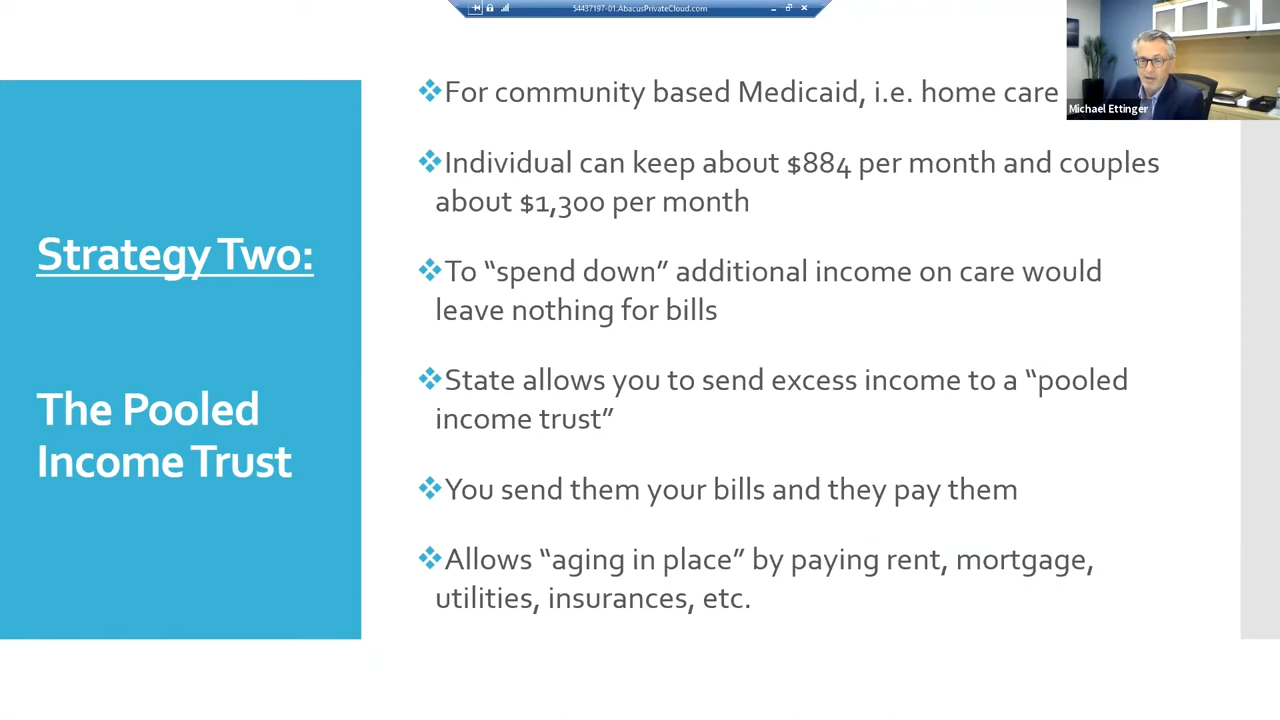 54437197-01.AbacusPrivateCloud.com
Michael Ettinger
Strategy Two:
The Pooled
Income Trust
❖For community based Medicaid, i.e. home care
❖Individual can keep about $884 per month and couples
about $1,300 per month
❖To “spend down” additional income on care would
leave nothing for bills
❖State allows you to send excess income to a “pooled
income trust”
❖You send them your bills and they pay them
❖Allows “aging in place” by paying rent, mortgage,
utilities, insurances, etc.